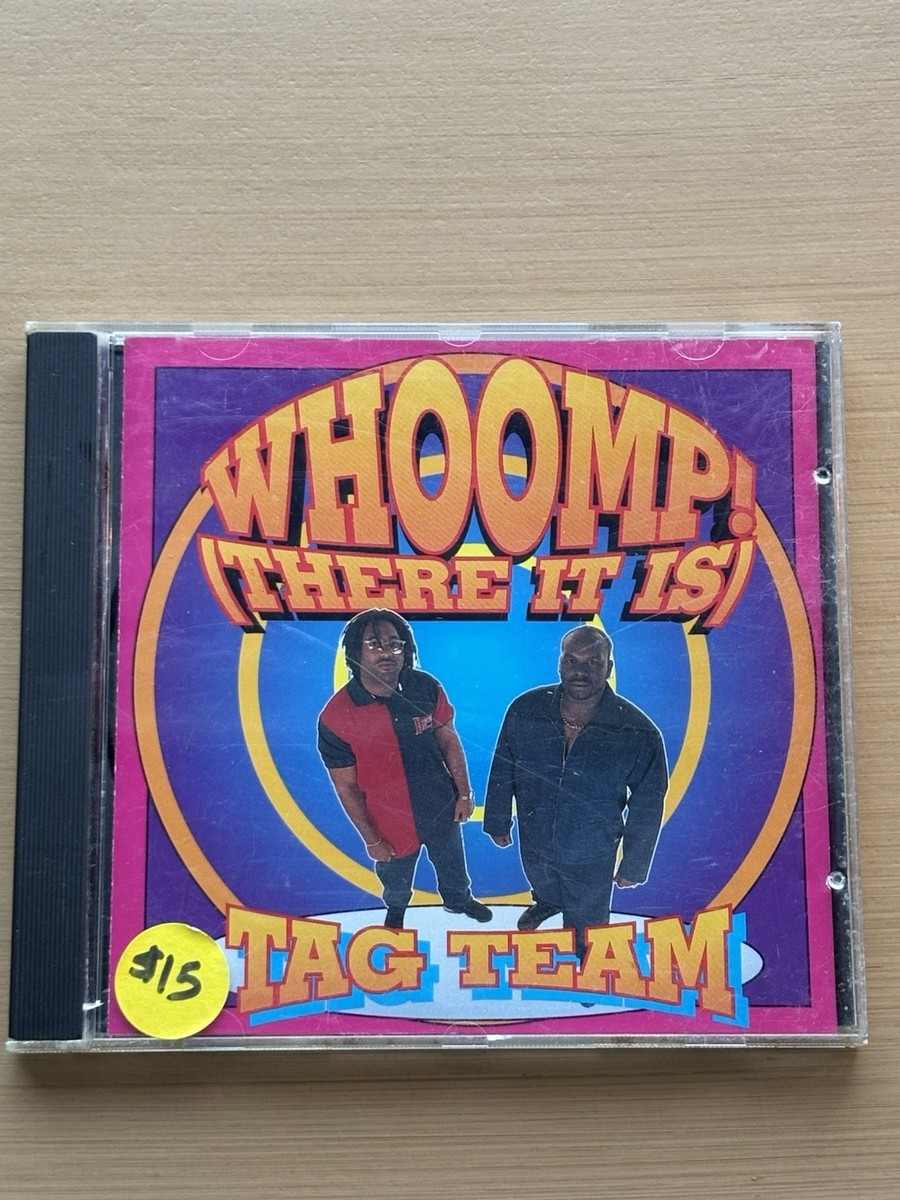 WHOOMP!
(THERE IT IS)
TAG TEAM
$15